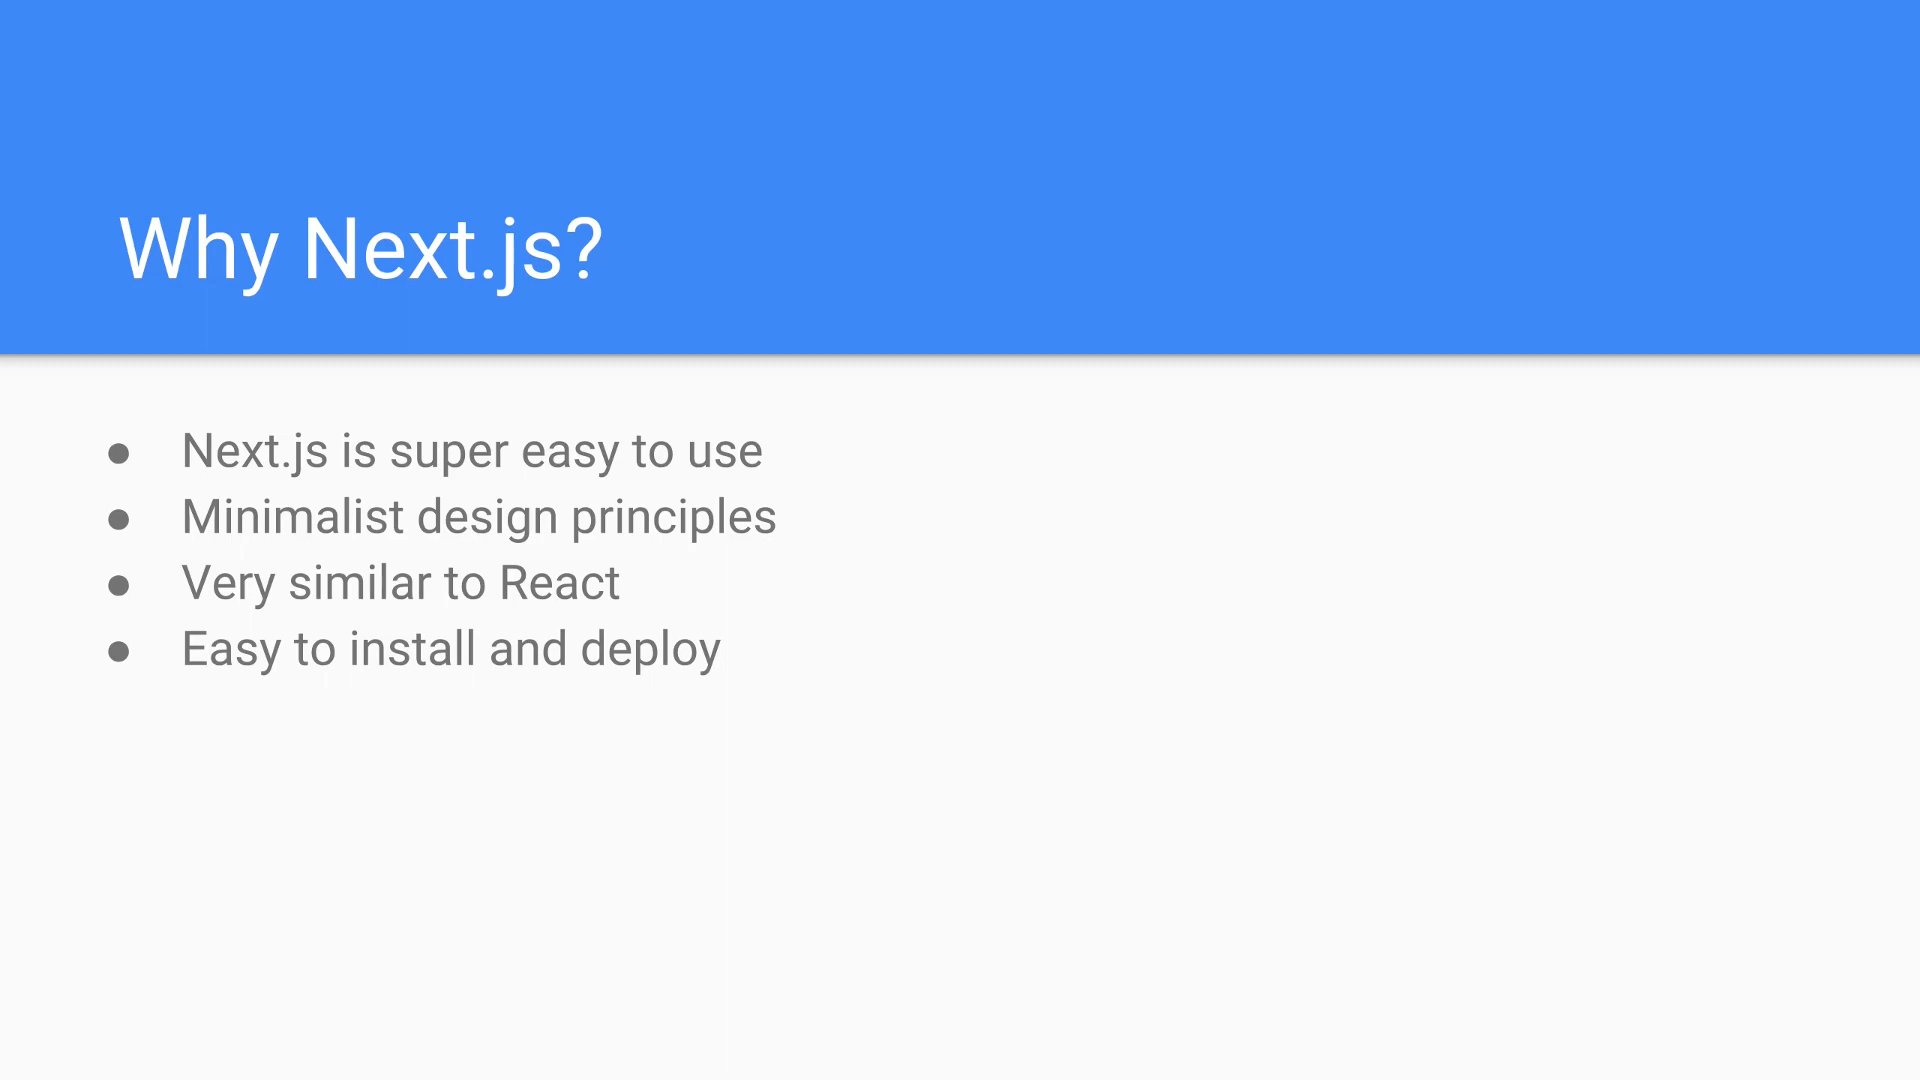 Why Next.js?
● Next.js is super easy to use
● Minimalist design principles
● Very similar to React
● Easy to install and deploy